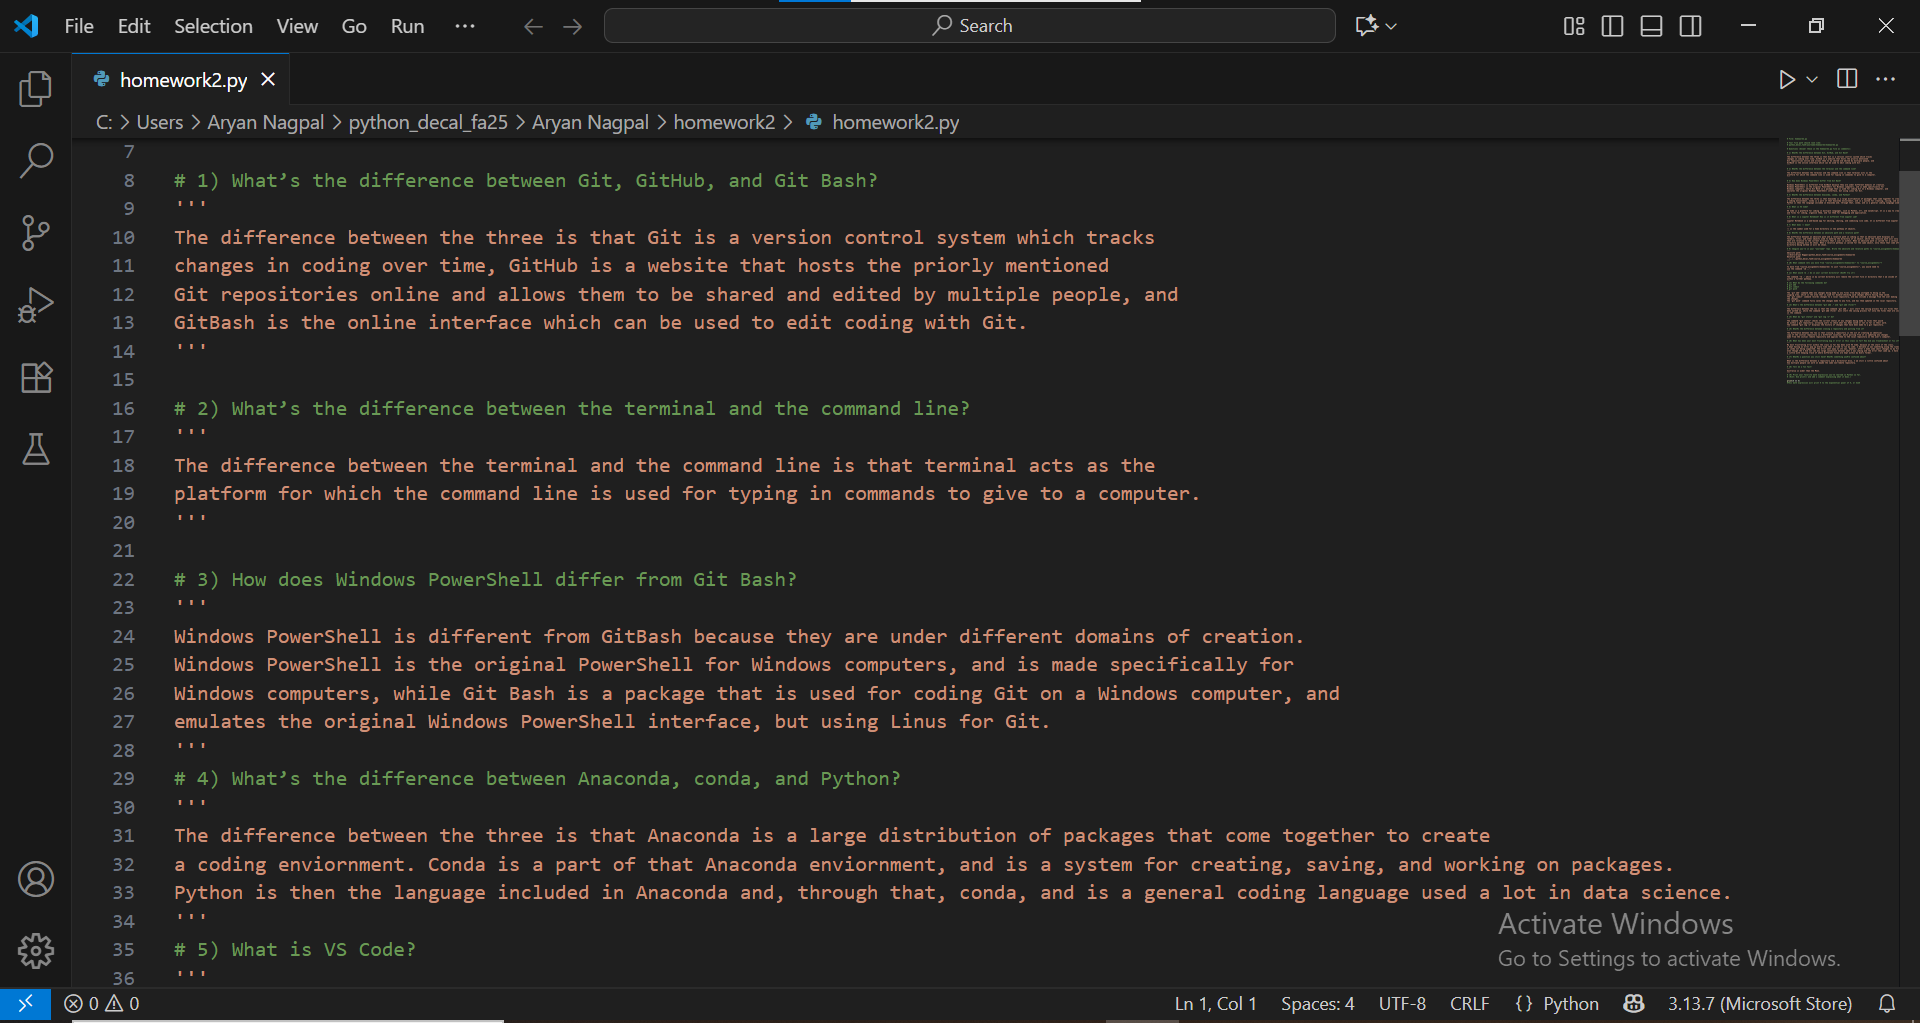 File Edit Selection View Go Run ··· Search
homework2.py
C: > Users > Aryan Nagpal > python_decal_fa25 > Aryan Nagpal > homework2 > homework2.py
7
8 # 1) What’s the difference between Git, GitHub, and Git Bash?
9 '''
10 The difference between the three is that Git is a version control system which tracks
11 changes in coding over time, GitHub is a website that hosts the priorly mentioned
12 Git repositories online and allows them to be shared and edited by multiple people, and
13 GitBash is the online interface which can be used to edit coding with Git.
14 '''
15
16 # 2) What’s the difference between the terminal and the command line?
17 '''
18 The difference between the terminal and the command line is that terminal acts as the
19 platform for which the command line is used for typing in commands to give to a computer.
20 '''
21
22 # 3) How does Windows PowerShell differ from Git Bash?
23 '''
24 Windows PowerShell is different from GitBash because they are under different domains of creation.
25 Windows PowerShell is the original PowerShell for Windows computers, and is made specifically for
26 Windows computers, while Git Bash is a package that is used for coding Git on a Windows computer, and
27 emulates the original Windows PowerShell interface, but using Linus for Git.
28 '''
29 # 4) What’s the difference between Anaconda, conda, and Python?
30 '''
31 The difference between the three is that Anaconda is a large distribution of packages that come together to create
32 a coding enviornment. Conda is a part of that Anaconda enviornment, and is a system for creating, saving, and working on packages.
33 Python is then the language included in Anaconda and, through that, conda, and is a general coding language used a lot in data science.
34 '''
35 # 5) What is VS Code?
36 '''
Activate Windows
Go to Settings to activate Windows.
0 0 Ln 1, Col 1 Spaces: 4 UTF-8 CRLF {} Python 3.13.7 (Microsoft Store)